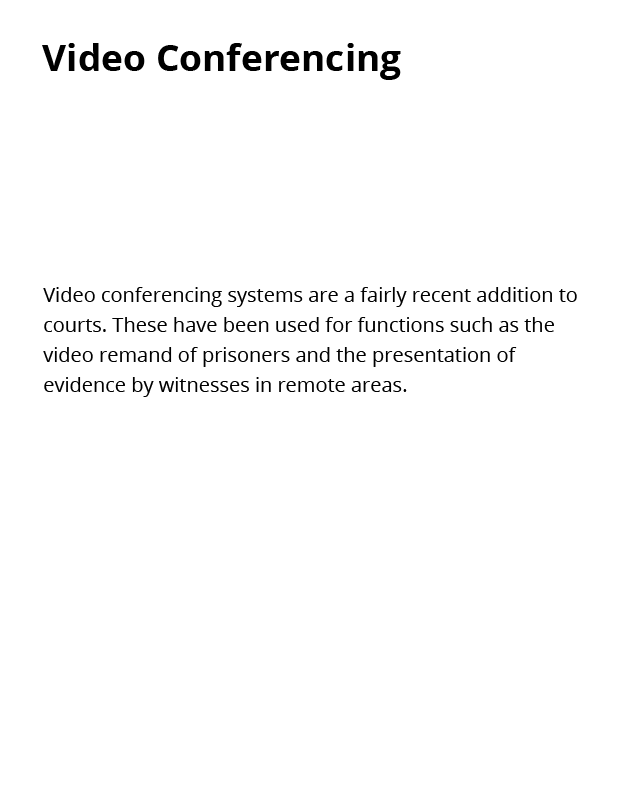 Video Conferencing
Video conferencing systems are a fairly recent addition to
courts. These have been used for functions such as the
video remand of prisoners and the presentation of
evidence by witnesses in remote areas.